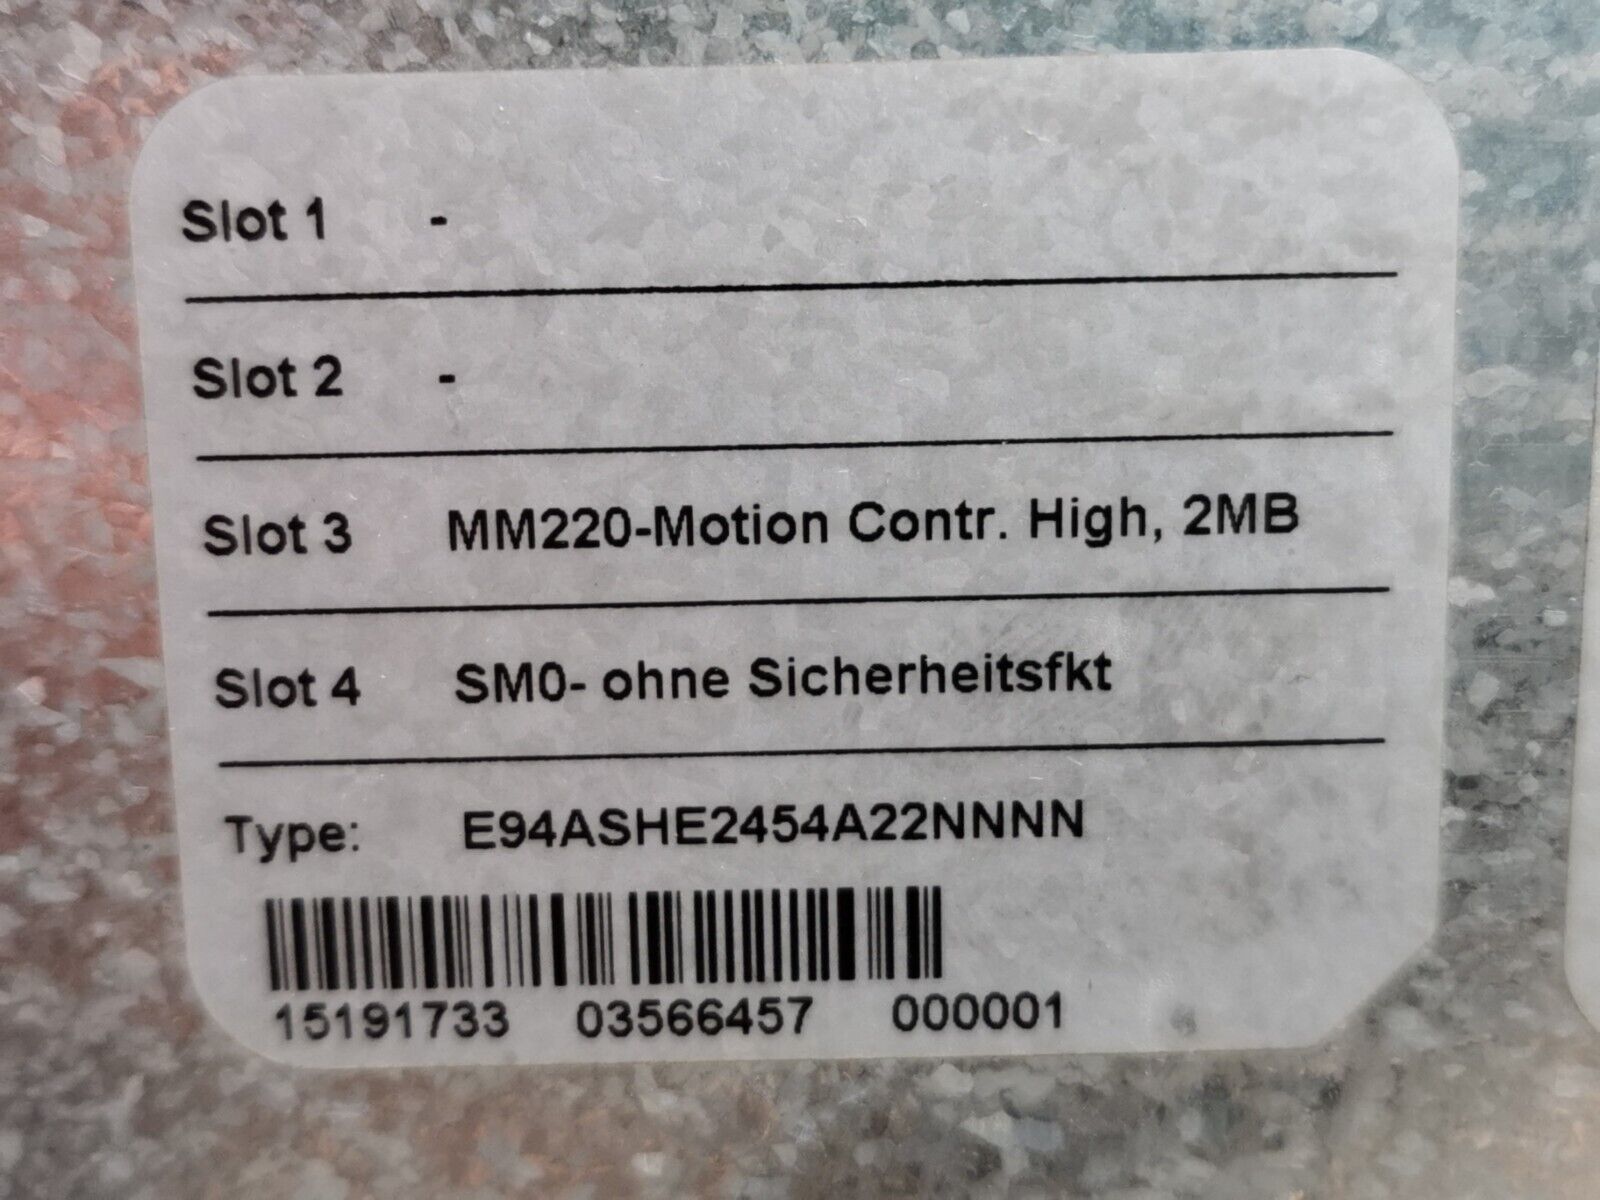 Slot 1 -
Slot 2 -
Slot 3 MM220-Motion Contr. High, 2MB
Slot 4 SM0- ohne Sicherheitsfkt
Type: E94ASHE2454A22NNNN
15191733 03566457 000001